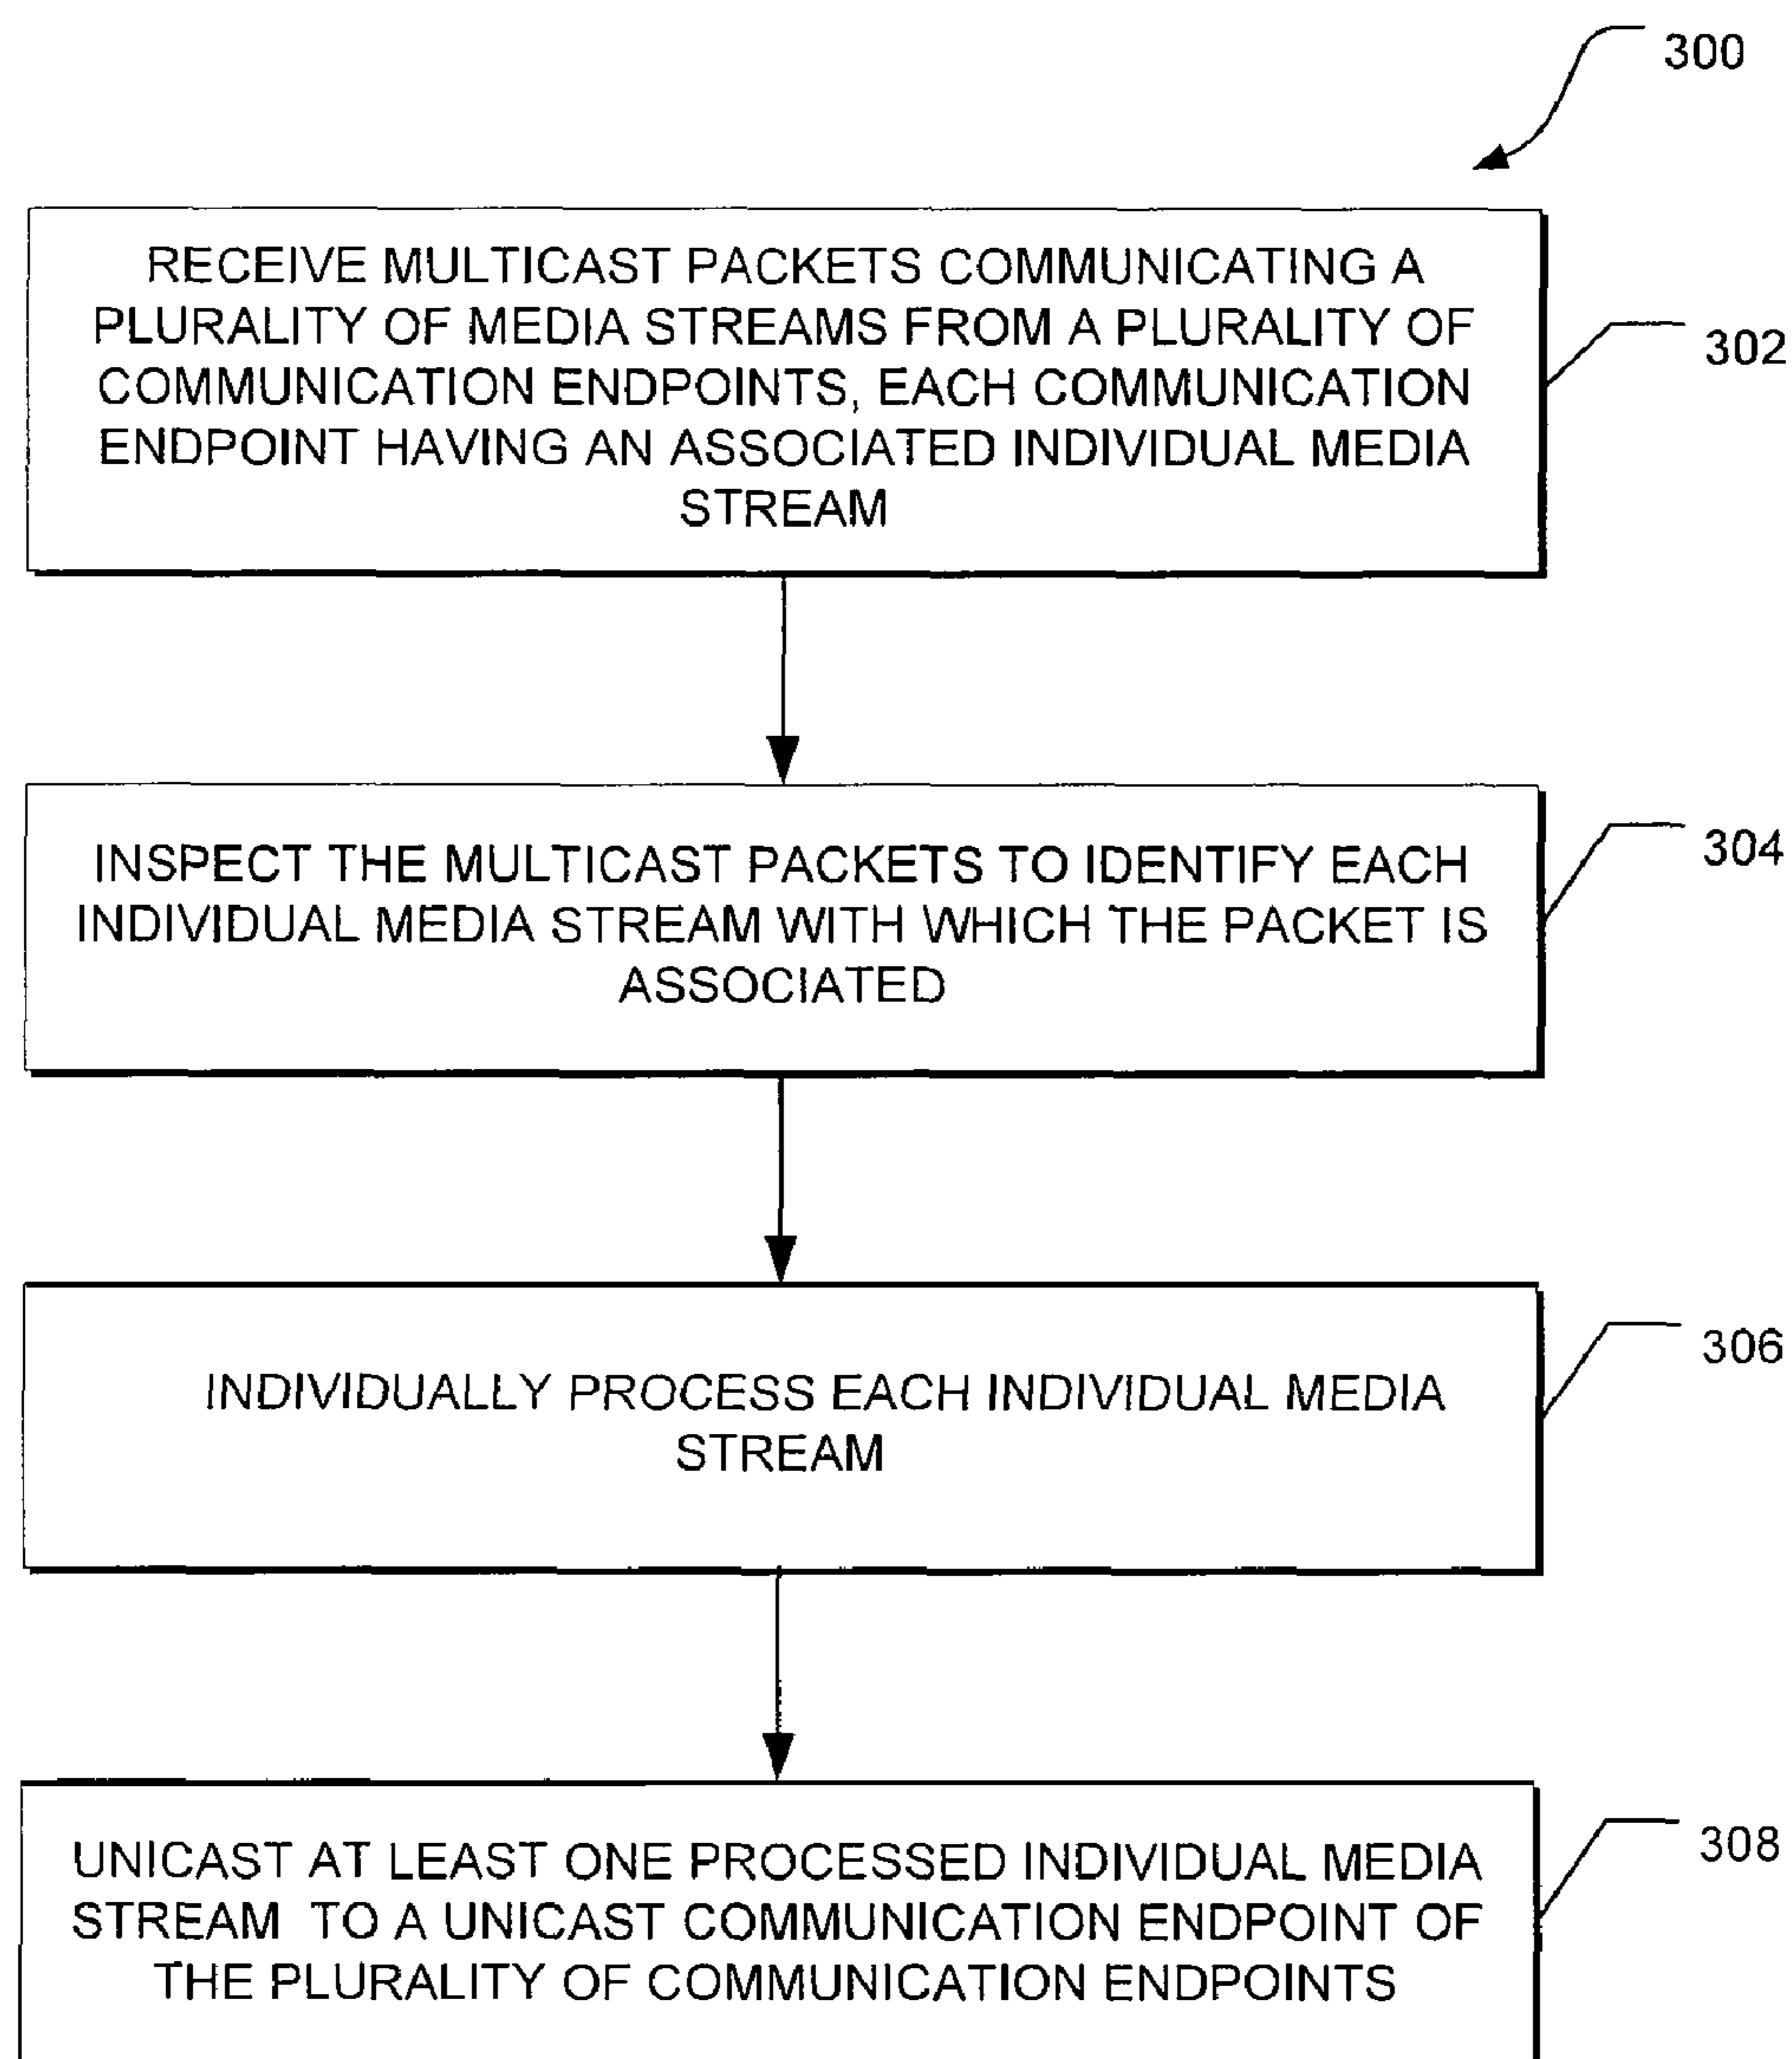 300
RECEIVE MULTICAST PACKETS COMMUNICATING A
PLURALITY OF MEDIA STREAMS FROM A PLURALITY OF
COMMUNICATION ENDPOINTS, EACH COMMUNICATION
ENDPOINT HAVING AN ASSOCIATED INDIVIDUAL MEDIA
STREAM
302
INSPECT THE MULTICAST PACKETS TO IDENTIFY EACH
INDIVIDUAL MEDIA STREAM WITH WHICH THE PACKET IS
ASSOCIATED
304
INDIVIDUALLY PROCESS EACH INDIVIDUAL MEDIA
STREAM
306
UNICAST AT LEAST ONE PROCESSED INDIVIDUAL MEDIA
STREAM TO A UNICAST COMMUNICATION ENDPOINT OF
THE PLURALITY OF COMMUNICATION ENDPOINTS
308